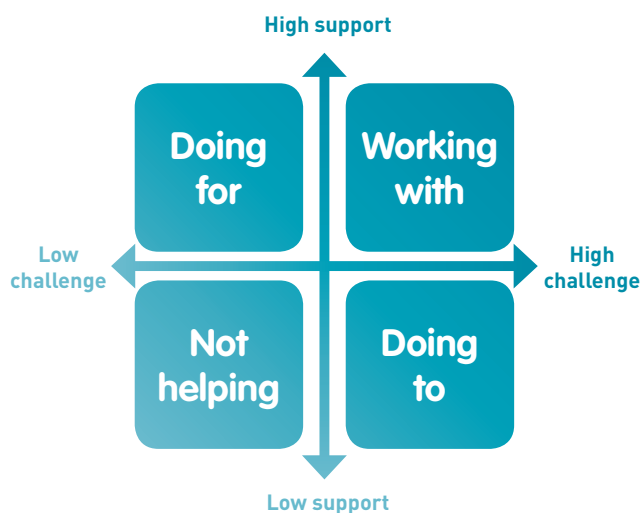 High support
Doing
for
Working
with
Low
challenge
High
challenge
Not
helping
Doing
to
Low support